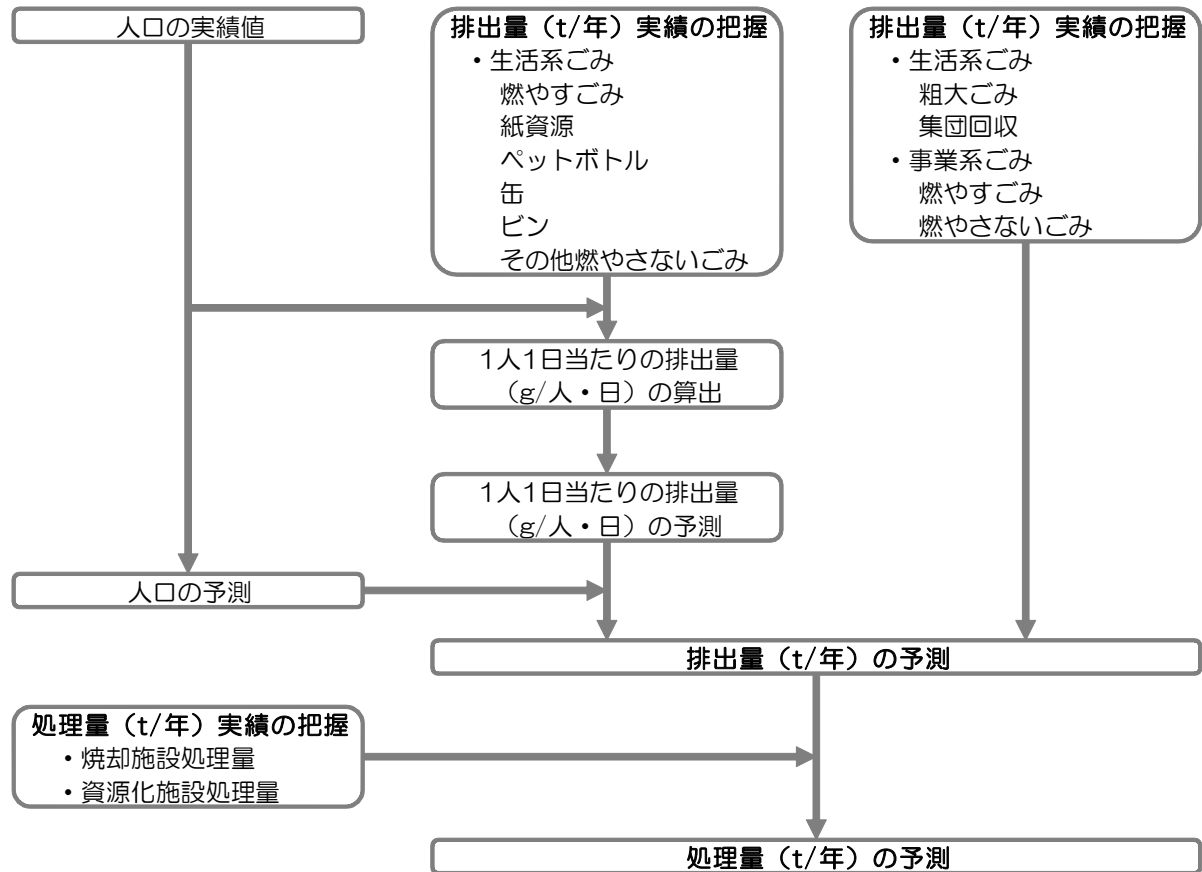 人口の実績値
排出量（t/年）実績の把握
・生活系ごみ
燃やすごみ
紙資源
ペットボトル
缶
ビン
その他燃やさないごみ
排出量（t/年）実績の把握
・生活系ごみ
粗大ごみ
集団回収
・事業系ごみ
燃やすごみ
燃やさないごみ
1人1日当たりの排出量
（g/人・日）の算出
1人1日当たりの排出量
（g/人・日）の予測
人口の予測
排出量（t/年）の予測
処理量（t/年）実績の把握
・焼却施設処理量
・資源化施設処理量
処理量（t/年）の予測